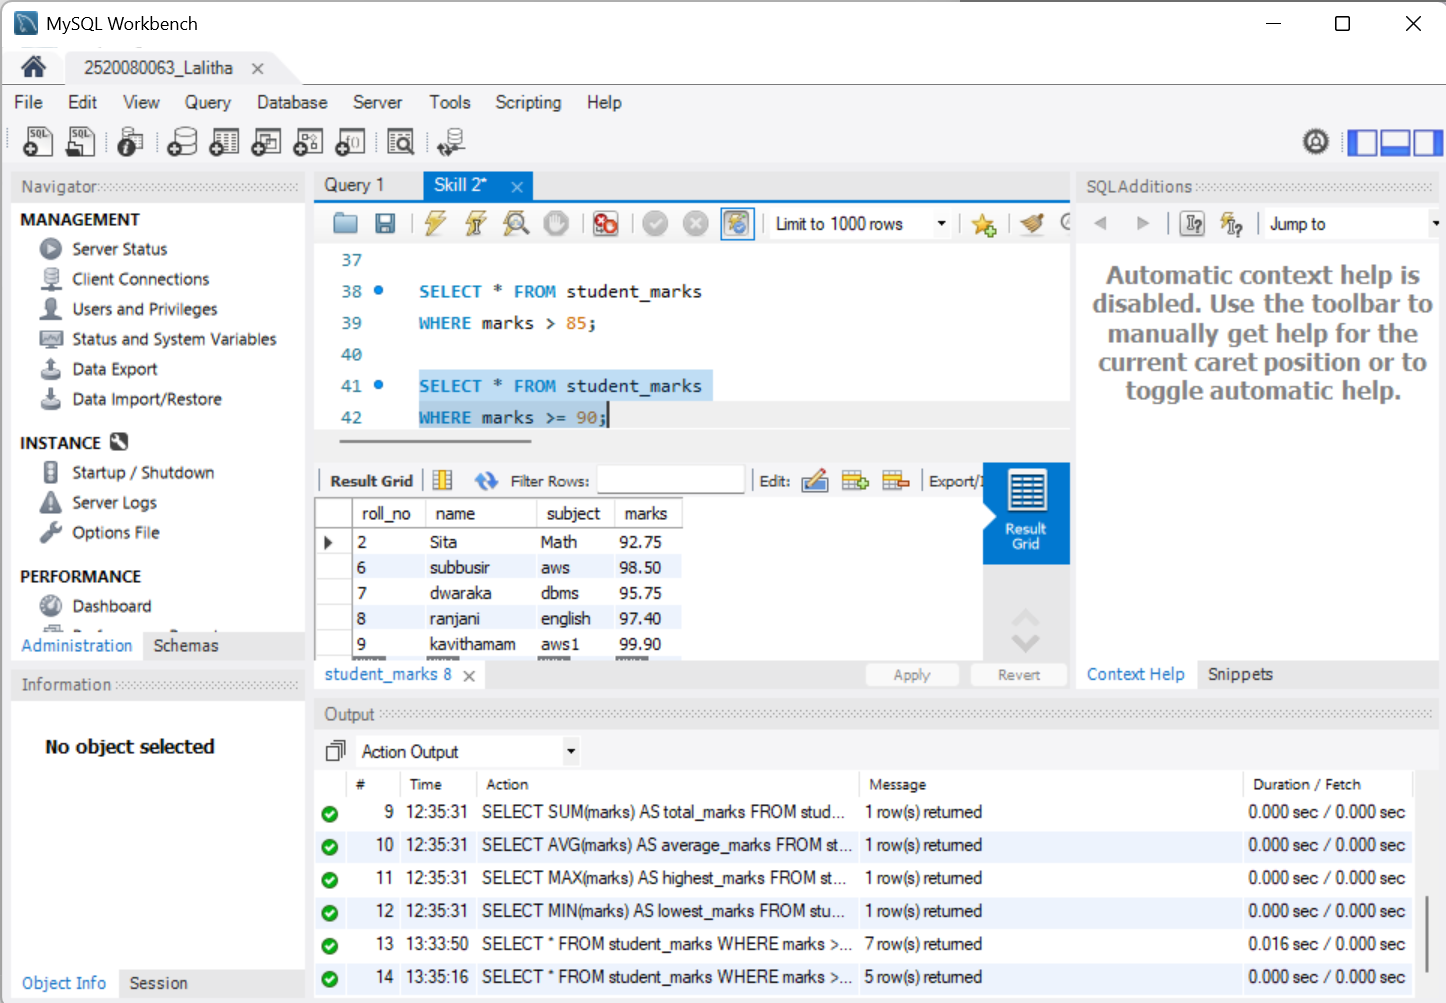 MySQL Workbench
2520080063_Lalitha
File Edit View Query Database Server Tools Scripting Help
Navigator
MANAGEMENT
Server Status
Client Connections
Users and Privileges
Status and System Variables
Data Export
Data Import/Restore
INSTANCE
Startup / Shutdown
Server Logs
Options File
PERFORMANCE
Dashboard
Administration Schemas
Information
No object selected
Object Info Session
Query 1 Skill 2*
Limit to 1000 rows
37
38 SELECT * FROM student_marks
39 WHERE marks > 85;
40
41 SELECT * FROM student_marks
42 WHERE marks >= 90;
Result Grid Filter Rows: Edit: Export/I
roll_no name subject marks
2 Sita Math 92.75
6 subbusir aws 98.50
7 dwaraka dbms 95.75
8 ranjani english 97.40
9 kavithamam aws1 99.90
Result
Grid
student_marks 8 Apply Revert
SQLAdditions
Jump to
Automatic context help is
disabled. Use the toolbar to
manually get help for the
current caret position or to
toggle automatic help.
Context Help Snippets
Output
Action Output
# Time Action Message Duration / Fetch
9 12:35:31 SELECT SUM(marks) AS total_marks FROM stud... 1 row(s) returned 0.000 sec / 0.000 sec
10 12:35:31 SELECT AVG(marks) AS average_marks FROM st... 1 row(s) returned 0.000 sec / 0.000 sec
11 12:35:31 SELECT MAX(marks) AS highest_marks FROM st... 1 row(s) returned 0.000 sec / 0.000 sec
12 12:35:31 SELECT MIN(marks) AS lowest_marks FROM stu... 1 row(s) returned 0.000 sec / 0.000 sec
13 13:33:50 SELECT * FROM student_marks WHERE marks >... 7 row(s) returned 0.016 sec / 0.000 sec
14 13:35:16 SELECT * FROM student_marks WHERE marks >... 5 row(s) returned 0.000 sec / 0.000 sec